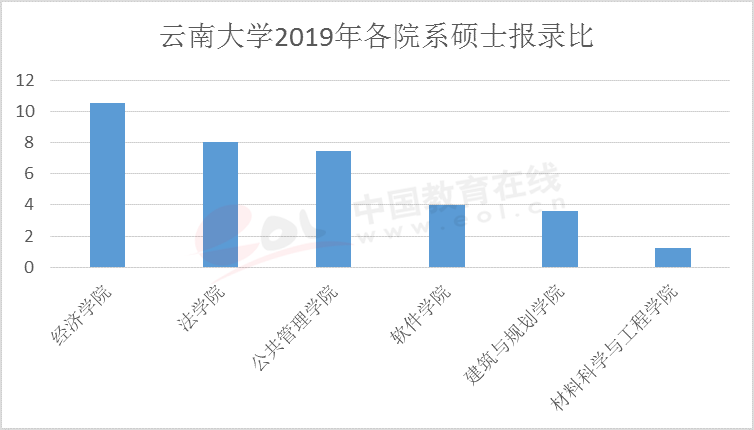 云南大学2019年各院系硕士报录比
12
10
8
6
4
2
0
eol 中国教育在线
www.eol.cn
经济学院
法学院
公共管理学院
软件学院
建筑与规划学院
材料科学与工程学院